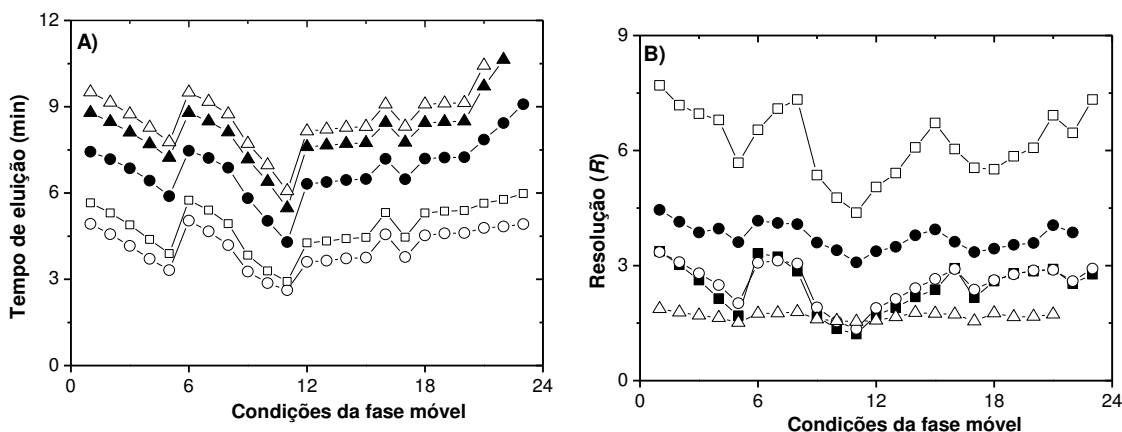 A)
Tempo de eluição (min)
12
9
6
3
0
0 6 12 18 24
Condições da fase móvel
B)
Resolução (R)
9
6
3
0
0 6 12 18 24
Condicões da fase móvel